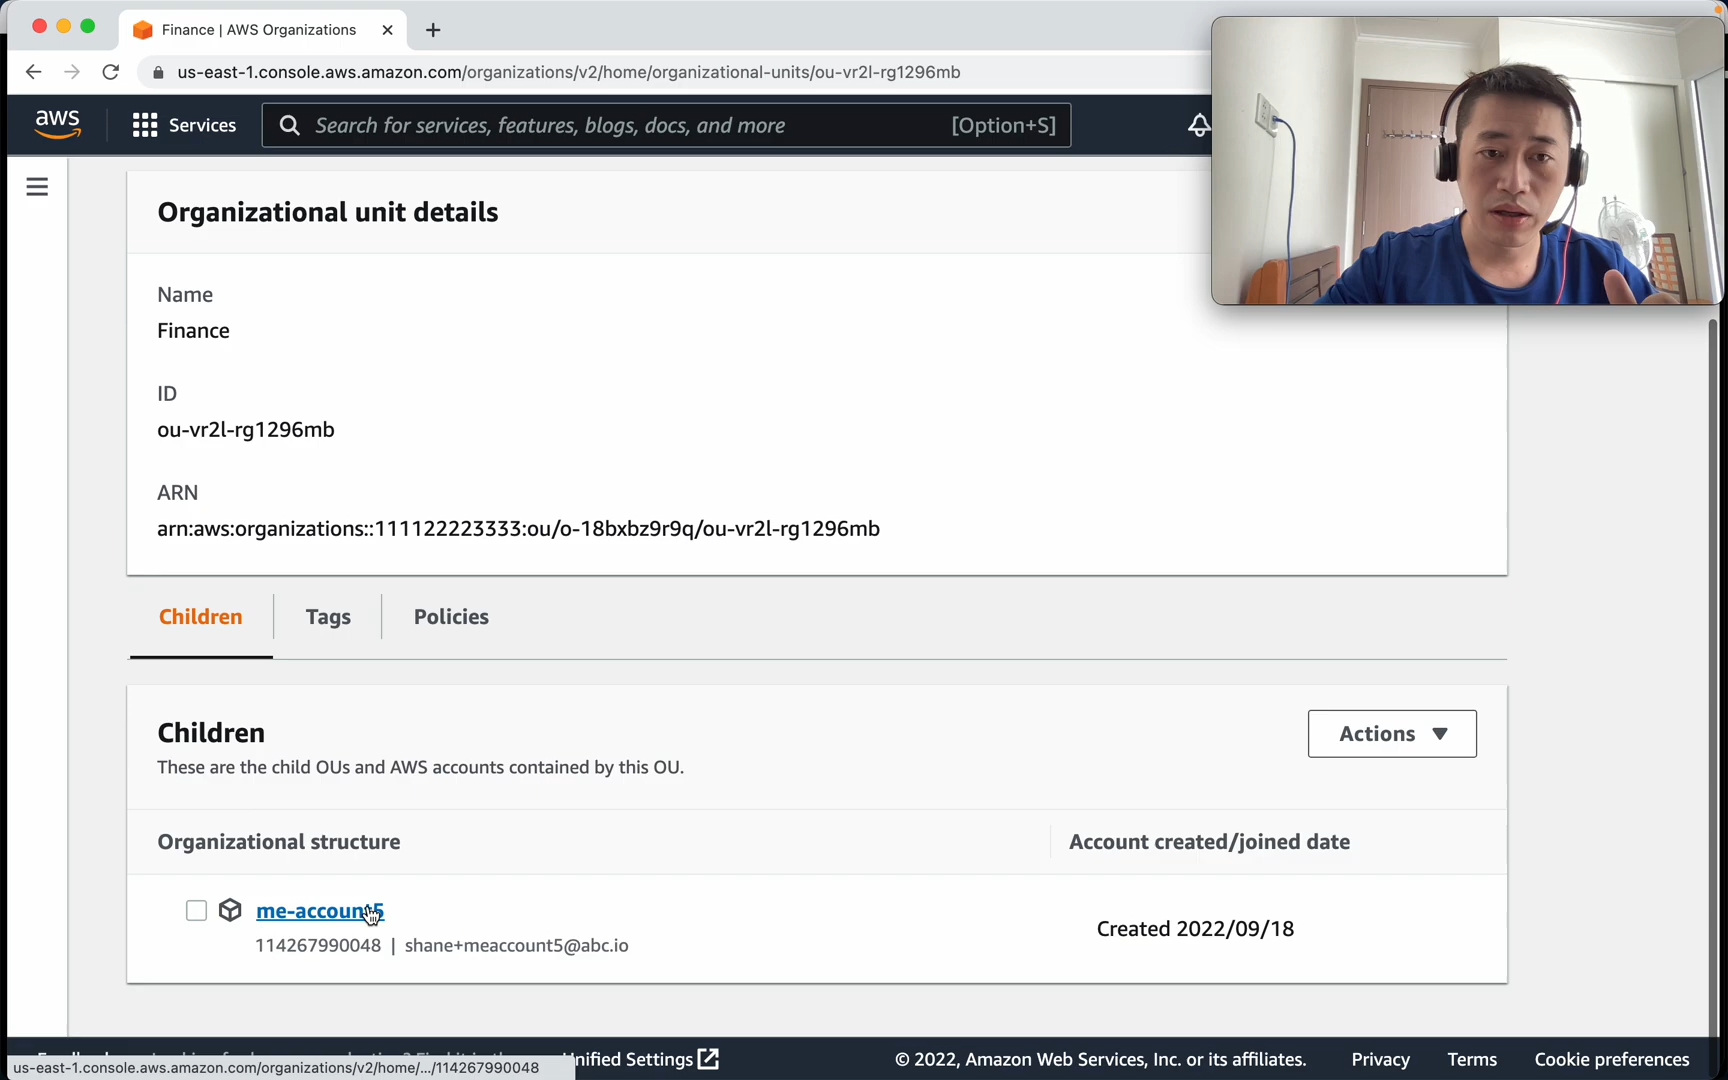 Finance | AWS Organizations
us-east-1.console.aws.amazon.com/organizations/v2/home/organizational-units/ou-vr2l-rg1296mb
aws
Services
Search for services, features, blogs, docs, and more
[Option+S]
Organizational unit details
Name
Finance
ID
ou-vr2l-rg1296mb
ARN
arn:aws:organizations::111122223333:ou/o-18bxbz9r9q/ou-vr2l-rg1296mb
Children
Tags
Policies
Children
Actions
These are the child OUs and AWS accounts contained by this OU.
Organizational structure
Account created/joined date
me-account5
114267990048 | shane+meaccount5@abc.io
Created 2022/09/18
Unified Settings
© 2022, Amazon Web Services, Inc. or its affiliates.
Privacy
Terms
Cookie preferences
us-east-1.console.aws.amazon.com/organizations/v2/home/.../114267990048